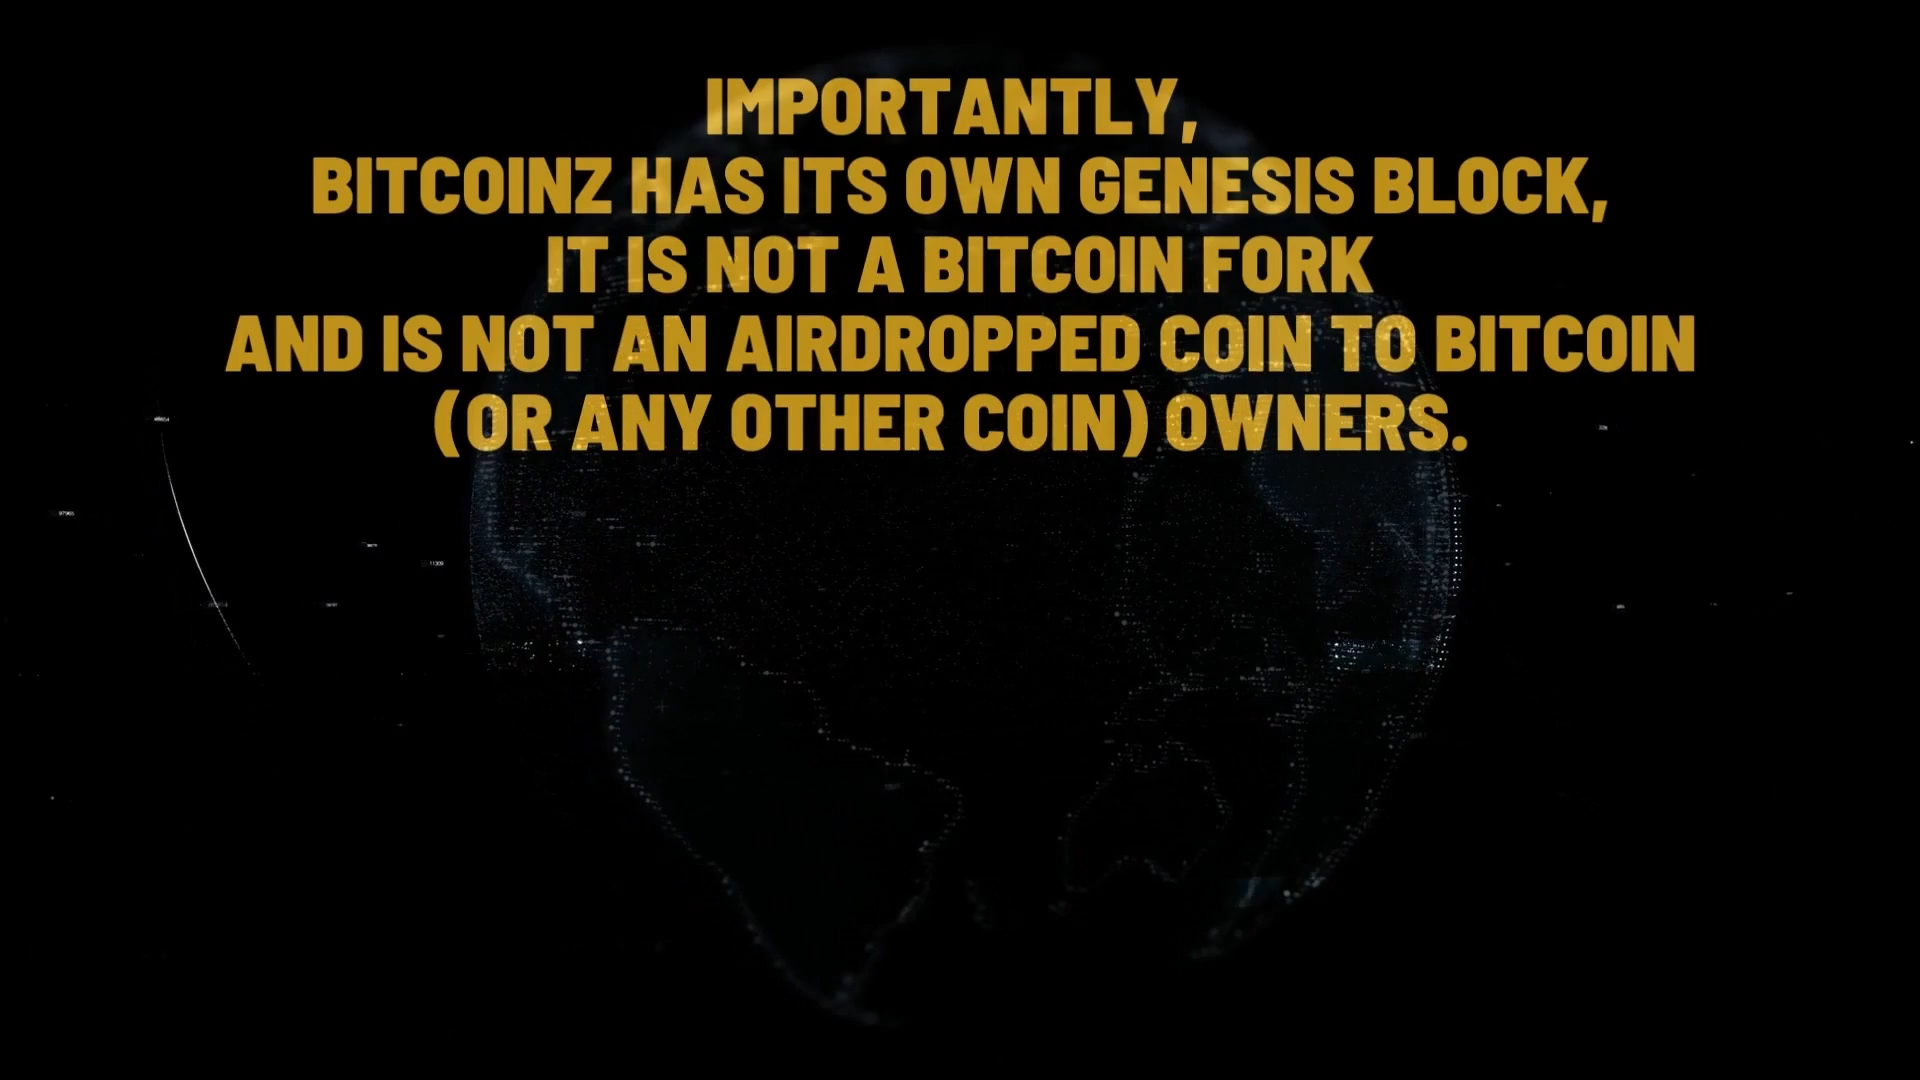 IMPORTANTLY,
BITCOINZ HAS ITS OWN GENESIS BLOCK,
IT IS NOT A BITCOIN FORK
AND IS NOT AN AIRDROPPED COIN TO BITCOIN
(OR ANY OTHER COIN) OWNERS.